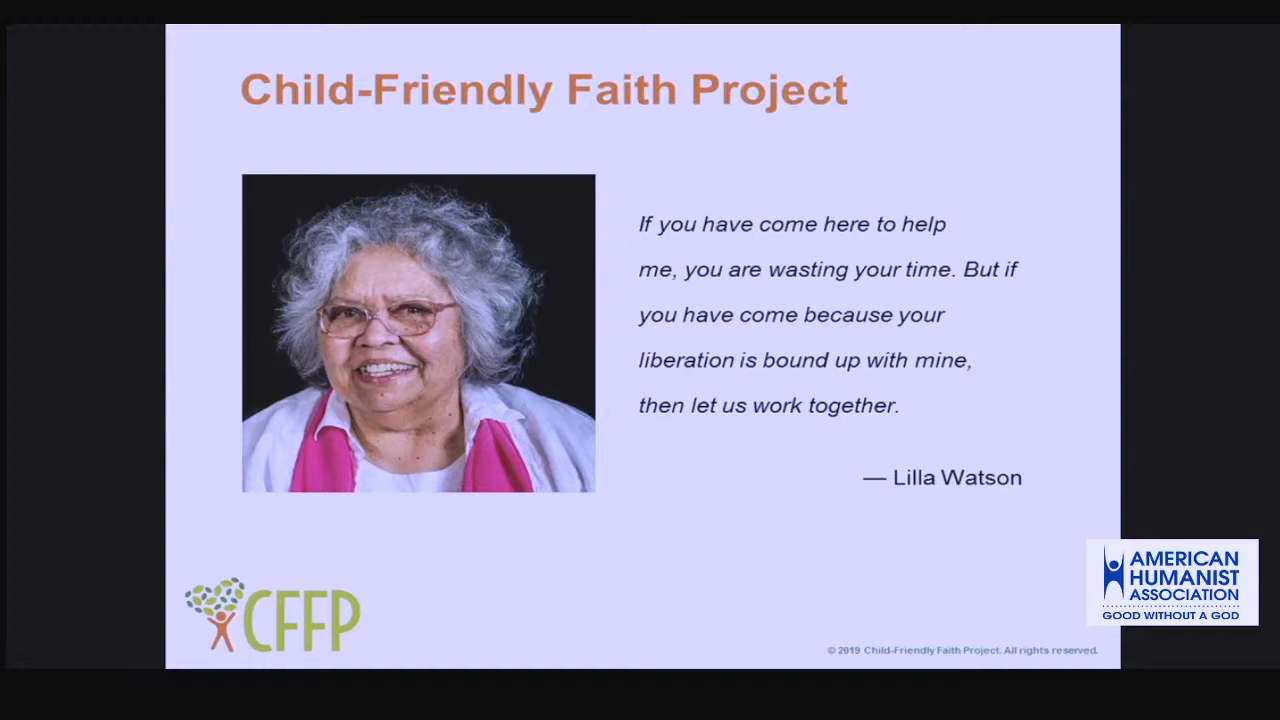 Child-Friendly Faith Project
If you have come here to help
me, you are wasting your time. But if
you have come because your
liberation is bound up with mine,
then let us work together.
— Lilla Watson
CFFP
AMERICAN
HUMANIST
ASSOCIATION
GOOD WITHOUT A GOD
© 2019 Child-Friendly Faith Project. All rights reserved.